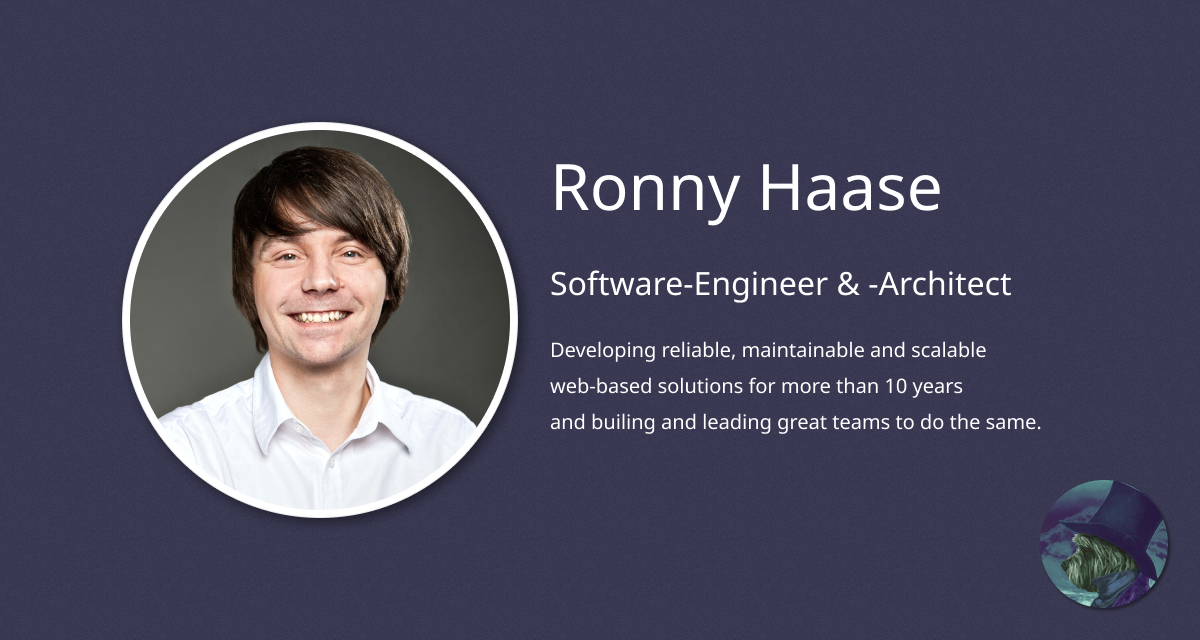 Ronny Haase
Software-Engineer & -Architect
Developing reliable, maintainable and scalable
web-based solutions for more than 10 years
and builing and leading great teams to do the same.